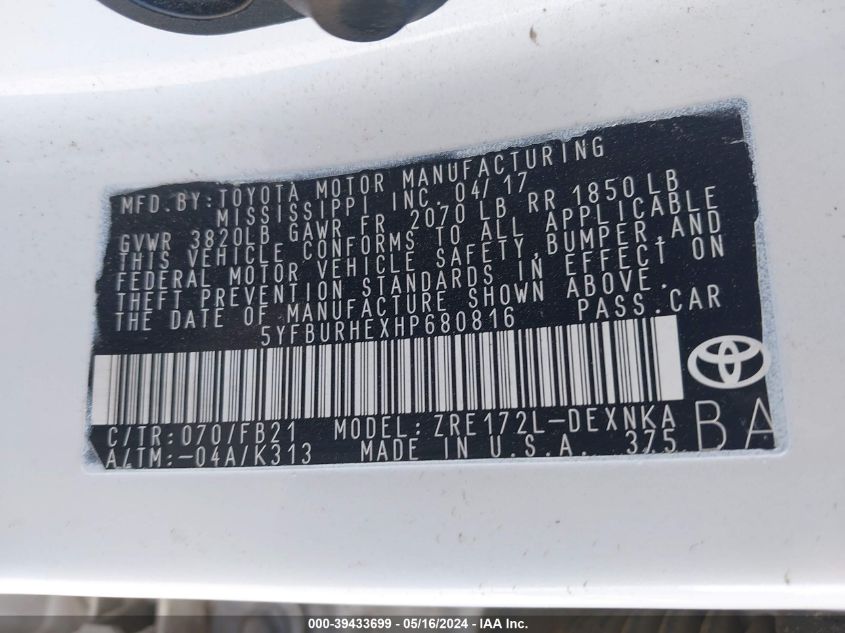 MFD.BY:TOYOTA MOTOR MANUFACTURING
MISSISSIPPI INC. 04/17
GVWR 3820LB GAWR FR 2070 LB RR 1850 LB
THIS VEHICLE CONFORMS TO ALL APPLICABLE
FEDERAL MOTOR VEHICLE SAFETY,BUMPER,AND
THEFT PREVENTION STANDARDS IN EFFECT ON
THE DATE OF MANUFACTURE SHOWN ABOVE.
5YFBURHEXHP680816 PASS.CAR
C/TR:070/FB21 MODEL:ZRE172L-DEXNKA
A/TM:-04A/K313 MADE IN U.S.A. 375 BA
000-39433699 - 05/16/2024 - IAA Inc.